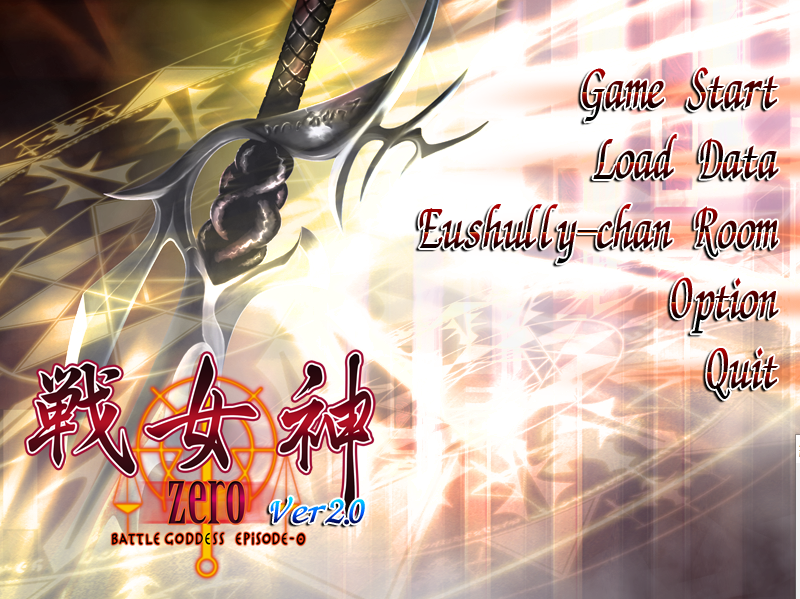 Game Start
Load Data
Eushully-chan Room
Option
Quit
戦女神
zero Ver2.0
BATTLE GODDESS EPISODE-0